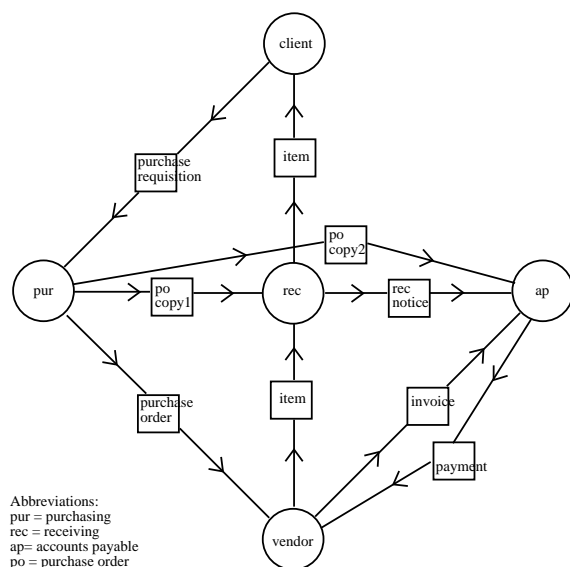 client
purchase
requisition
item
po
copy2
pur
po
copy1
rec
rec
notice
ap
purchase
order
item
invoice
payment
vendor
Abbreviations:
pur = purchasing
rec = receiving
ap= accounts payable
po = purchase order